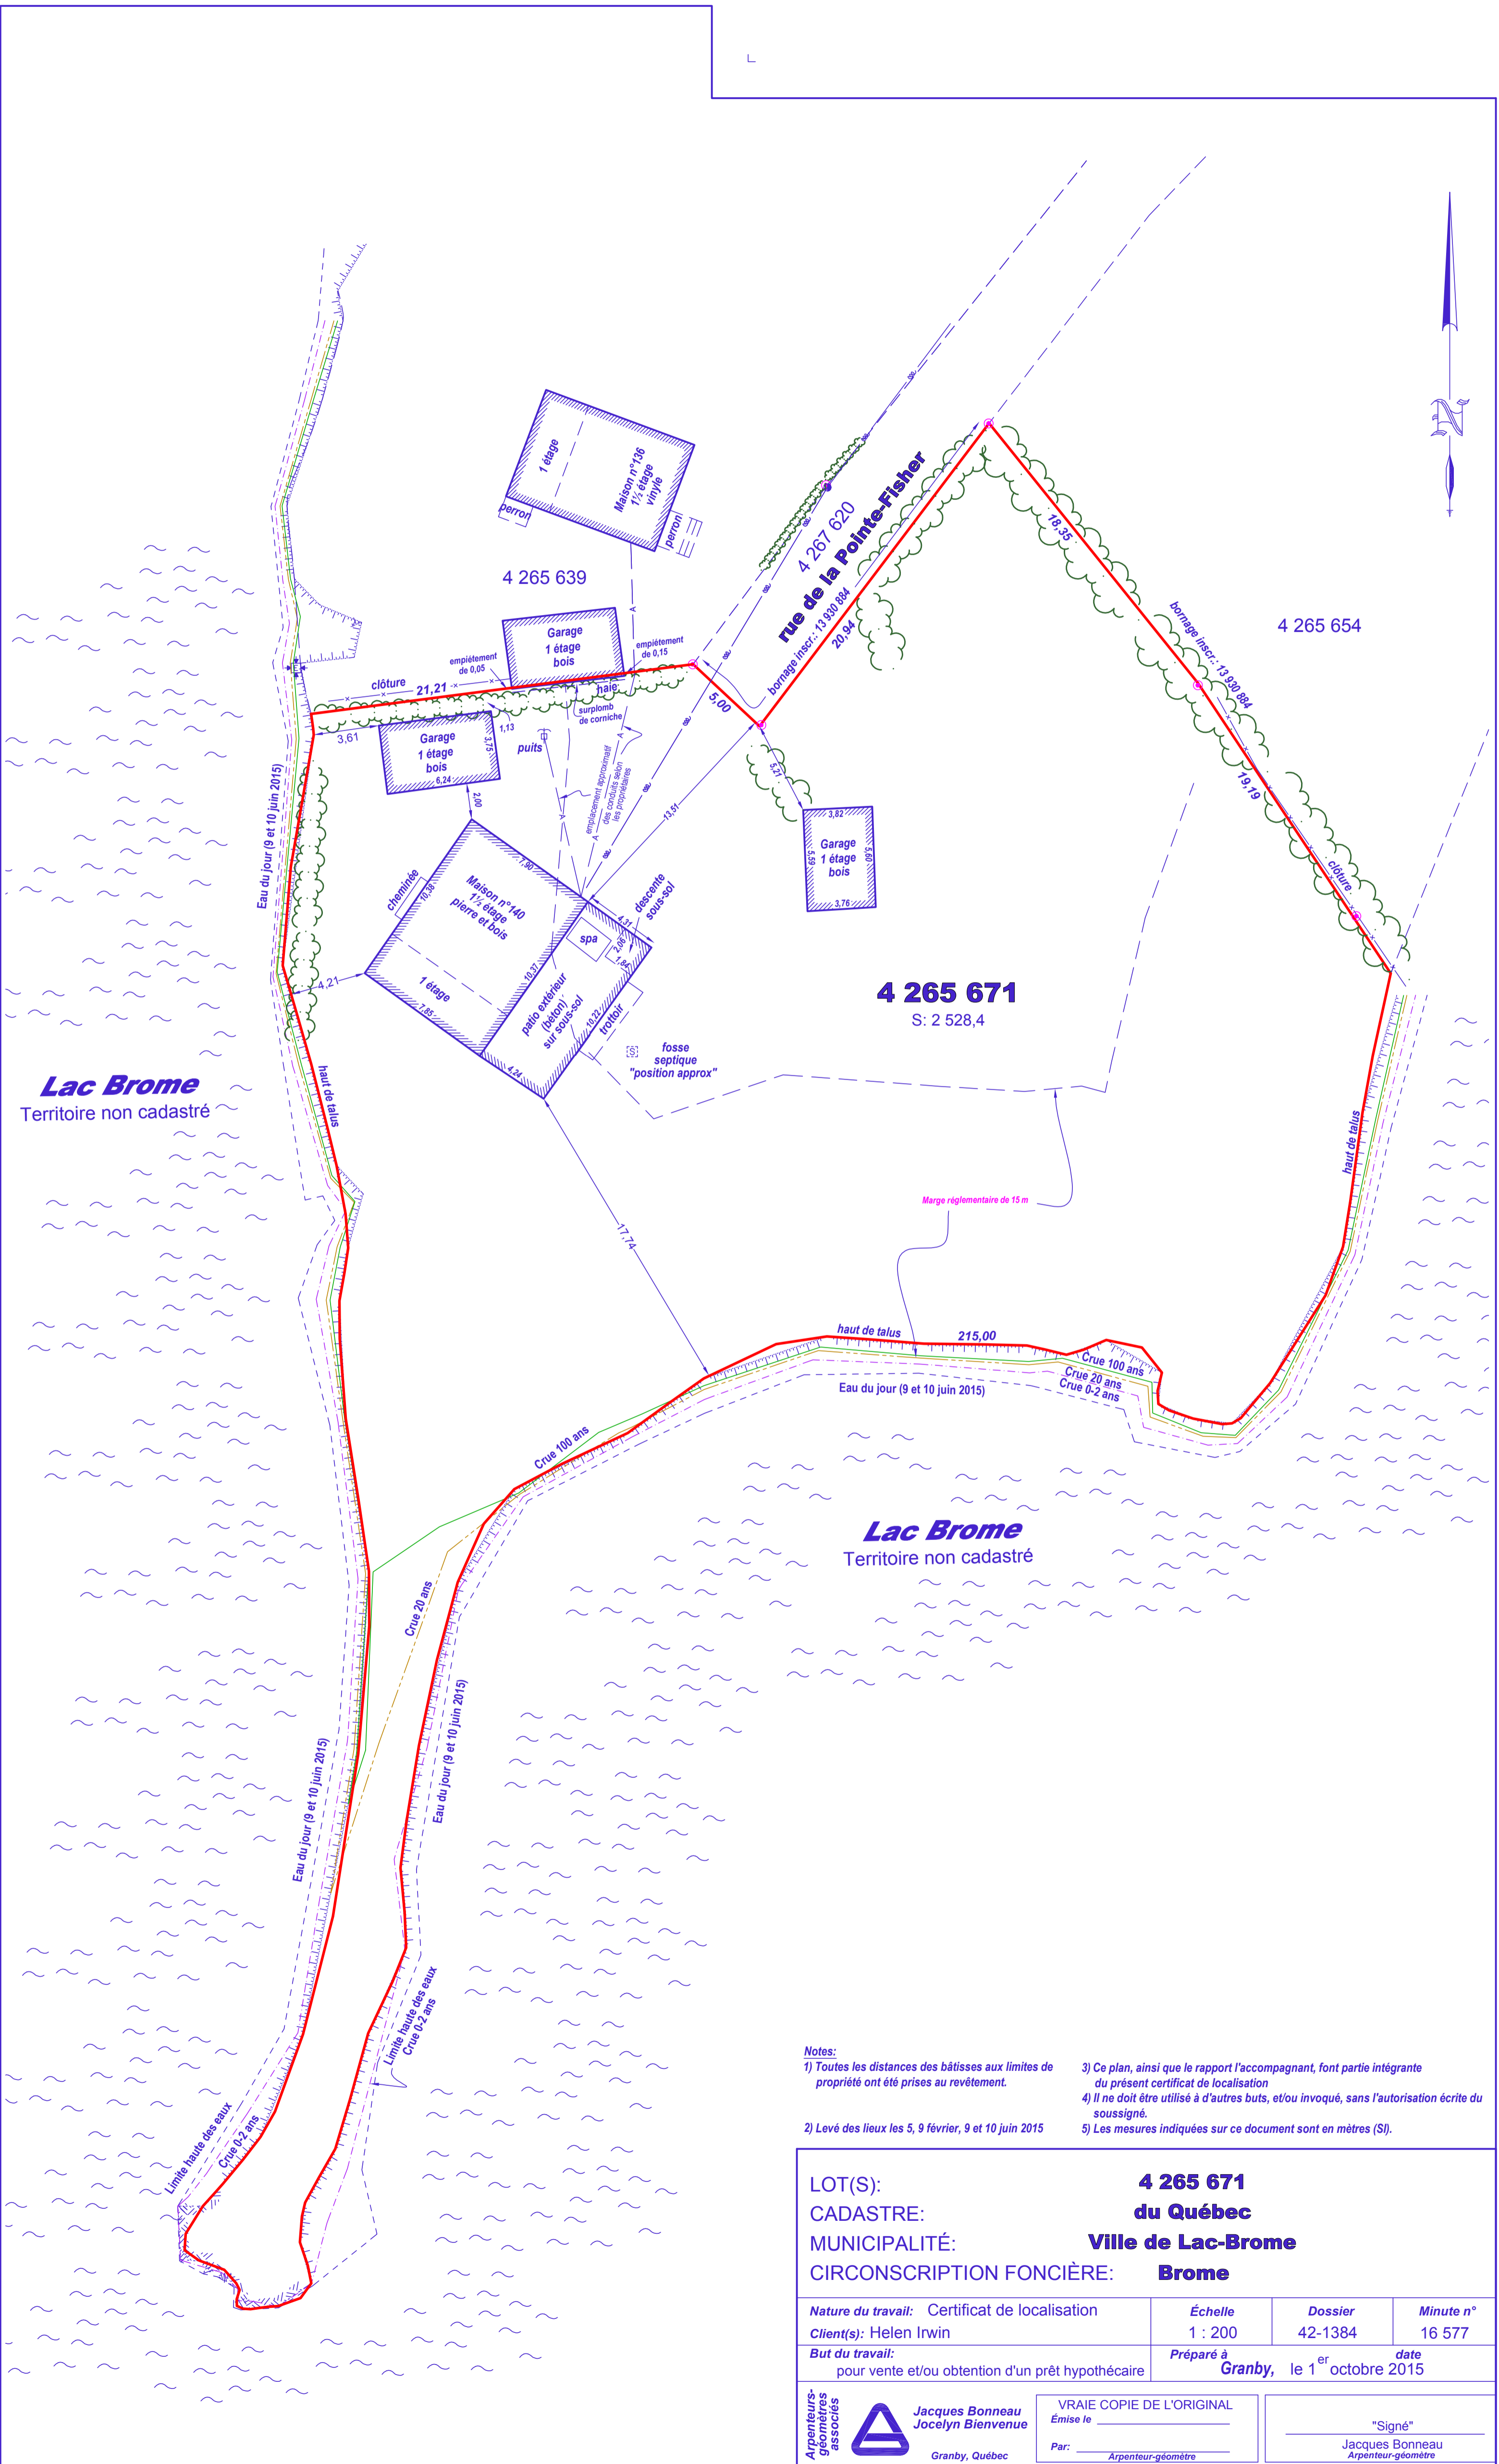 1 étage
Maison n°136
1½ étage
vinyle
perron
perron
4 265 639
4 267 620
rue de la Pointe-Fisher
bornage inscr.: 13 930 884
20,94
18,35
bornage inscr.: 13 930 884
4 265 654
19,19
clôture
N
Garage
1 étage
bois
empiétement
de 0,05
empiétement
de 0,15
clôture
21,21
haie
surplomb
de corniche
5,00
E
3,61
Garage
1 étage
bois
6,24
3,75
1,13
puits
A
A
A
A
emplacement approximatif
des conduits selon
les propriétaires
2,00
13,51
5,21
3,82
Garage
1 étage
bois
5,59
5,60
3,76
Eau du jour (9 et 10 juin 2015)
cheminée
10,38
7,90
Maison n°140
1½ étage
pierre et bois
1 étage
7,85
10,37
4,21
4,31
descente
sous-sol
spa
2,06
1,84
patio extérieur
(béton)
sur sous-sol
10,22
trottoir
4,24
S
fosse
septique
"position approx"
4 265 671
S: 2 528,4
Lac Brome
Territoire non cadastré
haut de talus
haut de talus
Marge réglementaire de 15 m
17,74
haut de talus
215,00
Crue 100 ans
Crue 20 ans
Crue 0-2 ans
Eau du jour (9 et 10 juin 2015)
Crue 100 ans
Lac Brome
Territoire non cadastré
Crue 20 ans
Eau du jour (9 et 10 juin 2015)
Eau du jour (9 et 10 juin 2015)
Limite haute des eaux
Crue 0-2 ans
Limite haute des eaux
Crue 0-2 ans
Notes:
1) Toutes les distances des bâtisses aux limites de
propriété ont été prises au revêtement.
2) Levé des lieux les 5, 9 février, 9 et 10 juin 2015
3) Ce plan, ainsi que le rapport l'accompagnant, font partie intégrante
du présent certificat de localisation
4) Il ne doit être utilisé à d'autres buts, et/ou invoqué, sans l'autorisation écrite du
soussigné.
5) Les mesures indiquées sur ce document sont en mètres (SI).
LOT(S): 4 265 671
CADASTRE: du Québec
MUNICIPALITÉ: Ville de Lac-Brome
CIRCONSCRIPTION FONCIÈRE: Brome
Nature du travail: Certificat de localisation
Client(s): Helen Irwin
Échelle
1 : 200
Dossier
42-1384
Minute n°
16 577
But du travail:
pour vente et/ou obtention d'un prêt hypothécaire
Préparé à date
Granby, le 1er octobre 2015
Arpenteurs-
géomètres
associés
Jacques Bonneau
Jocelyn Bienvenue
Granby, Québec
VRAIE COPIE DE L'ORIGINAL
Émise le
Par:
Arpenteur-géomètre
"Signé"
Jacques Bonneau
Arpenteur-géomètre